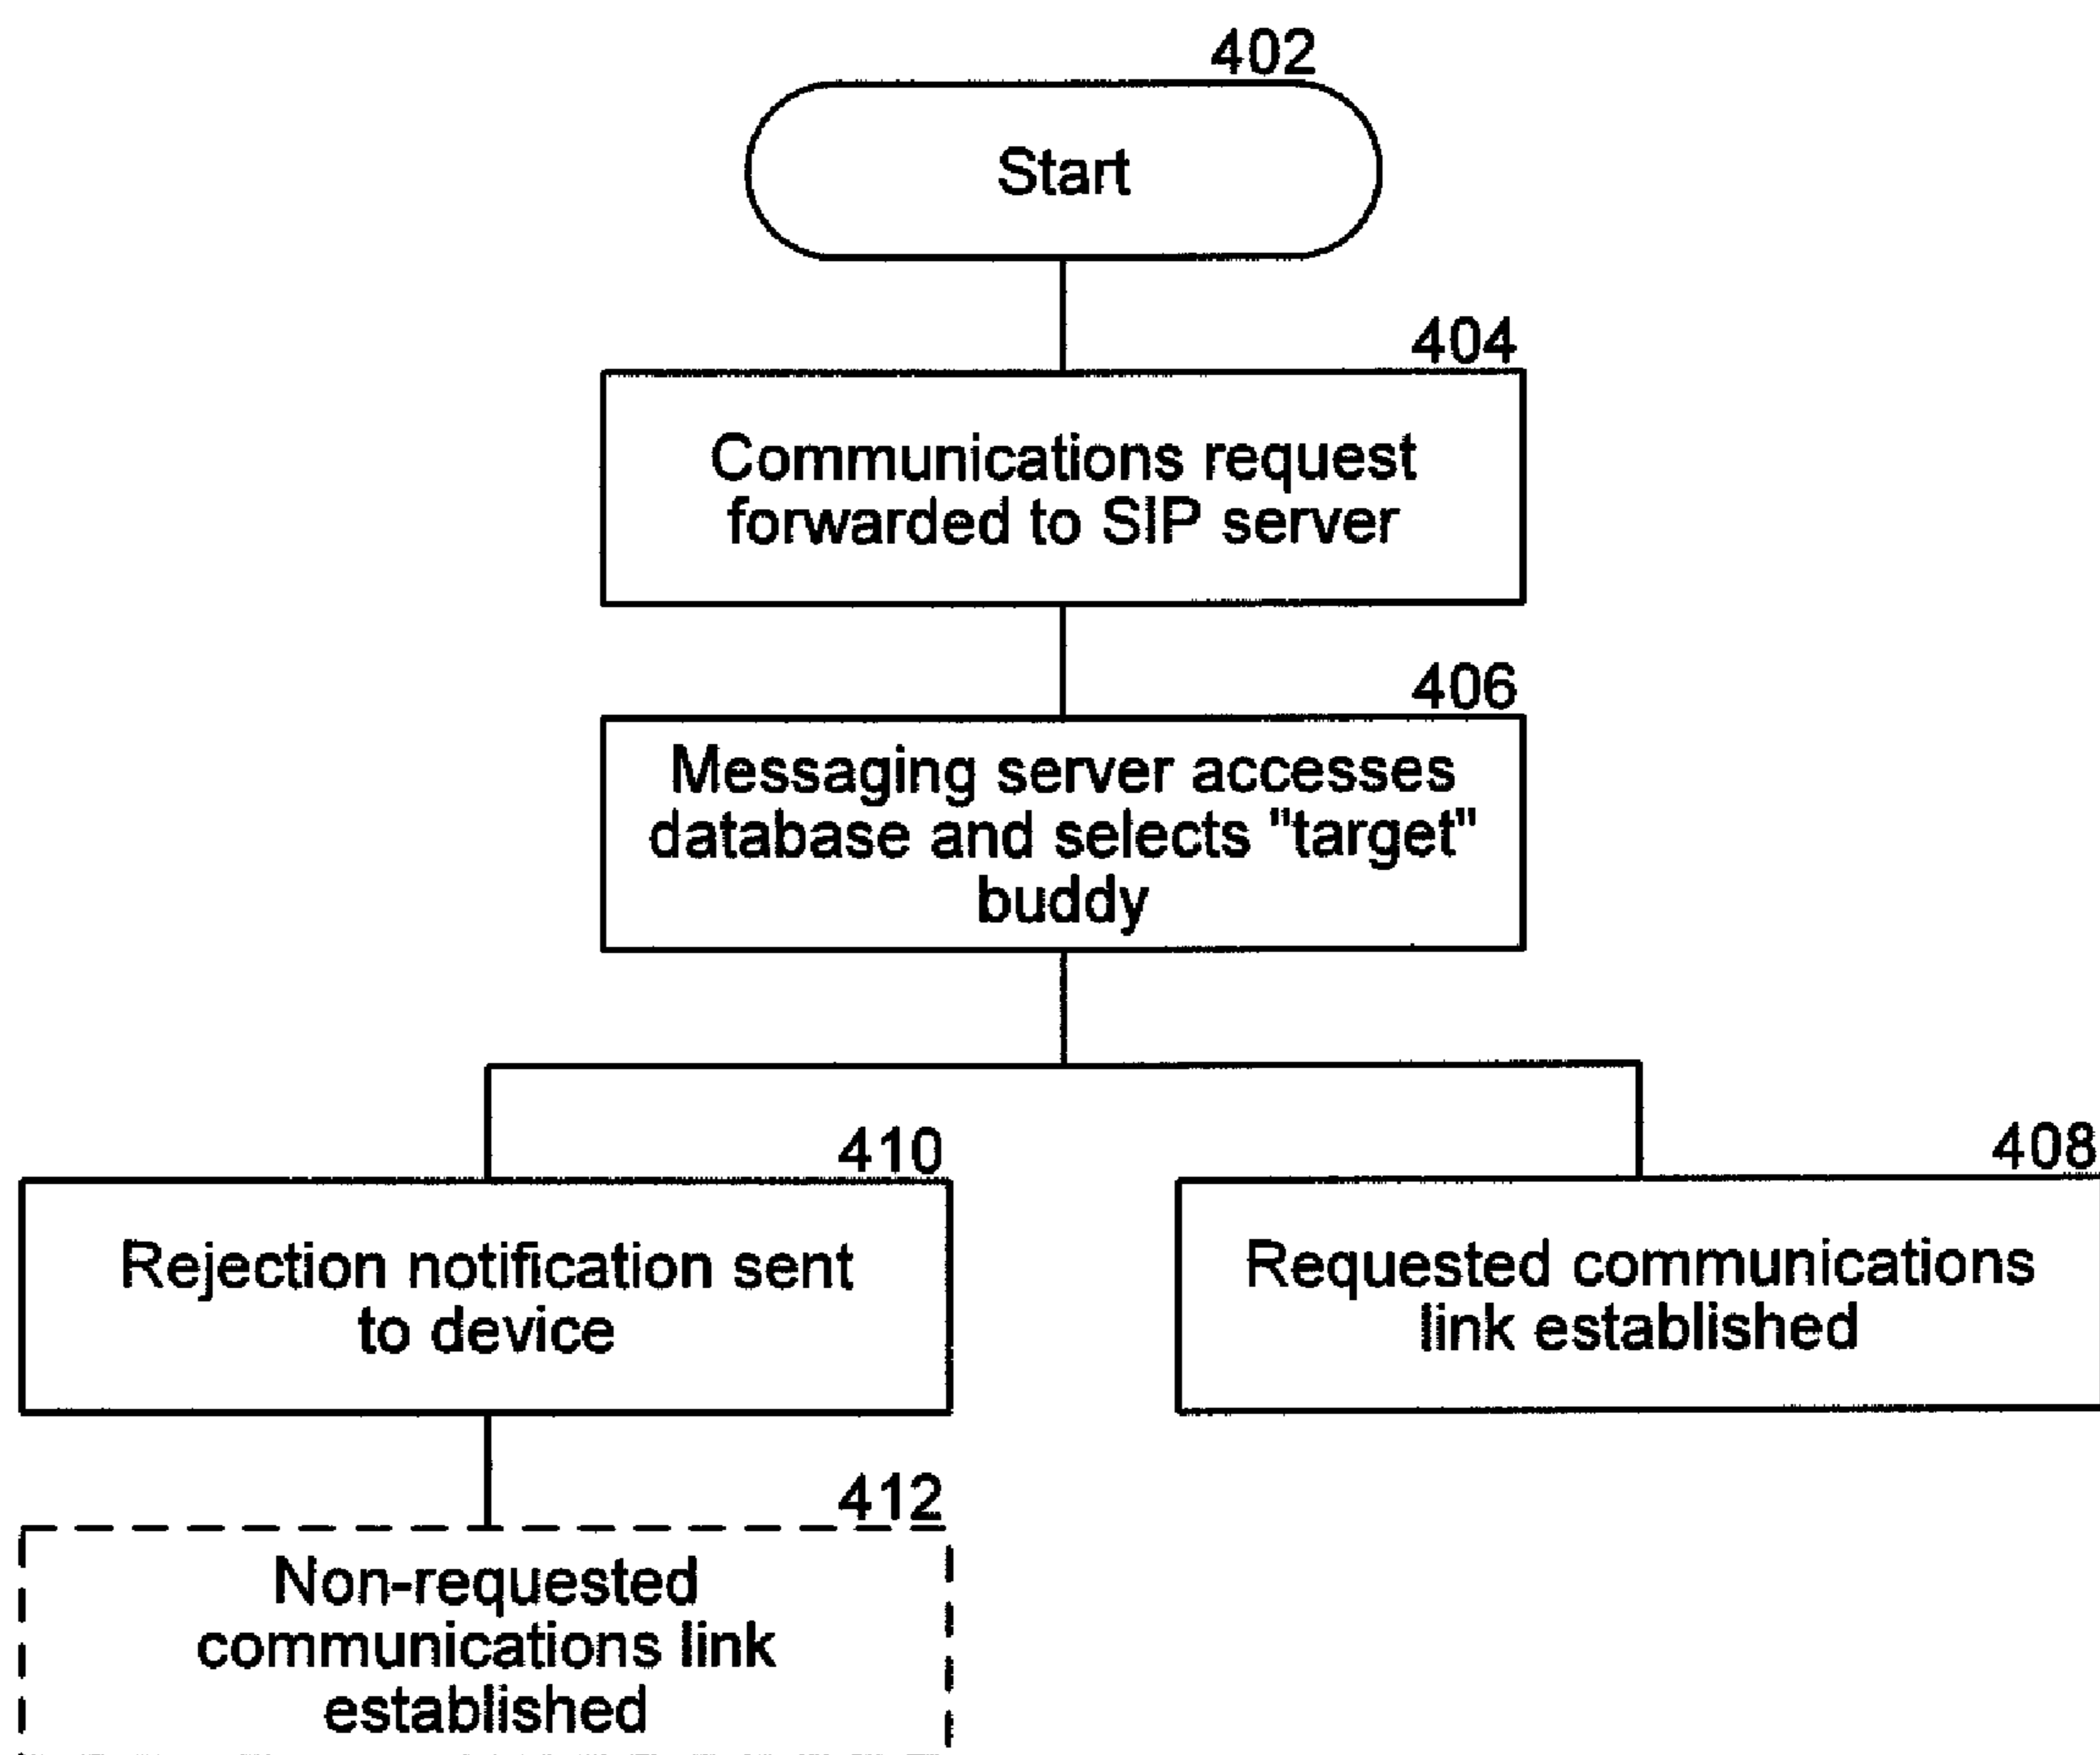 402
Start
404
Communications request
forwarded to SIP server
406
Messaging server accesses
database and selects "target"
buddy
410
Rejection notification sent
to device
408
Requested communications
link established
412
Non-requested
communications link
established